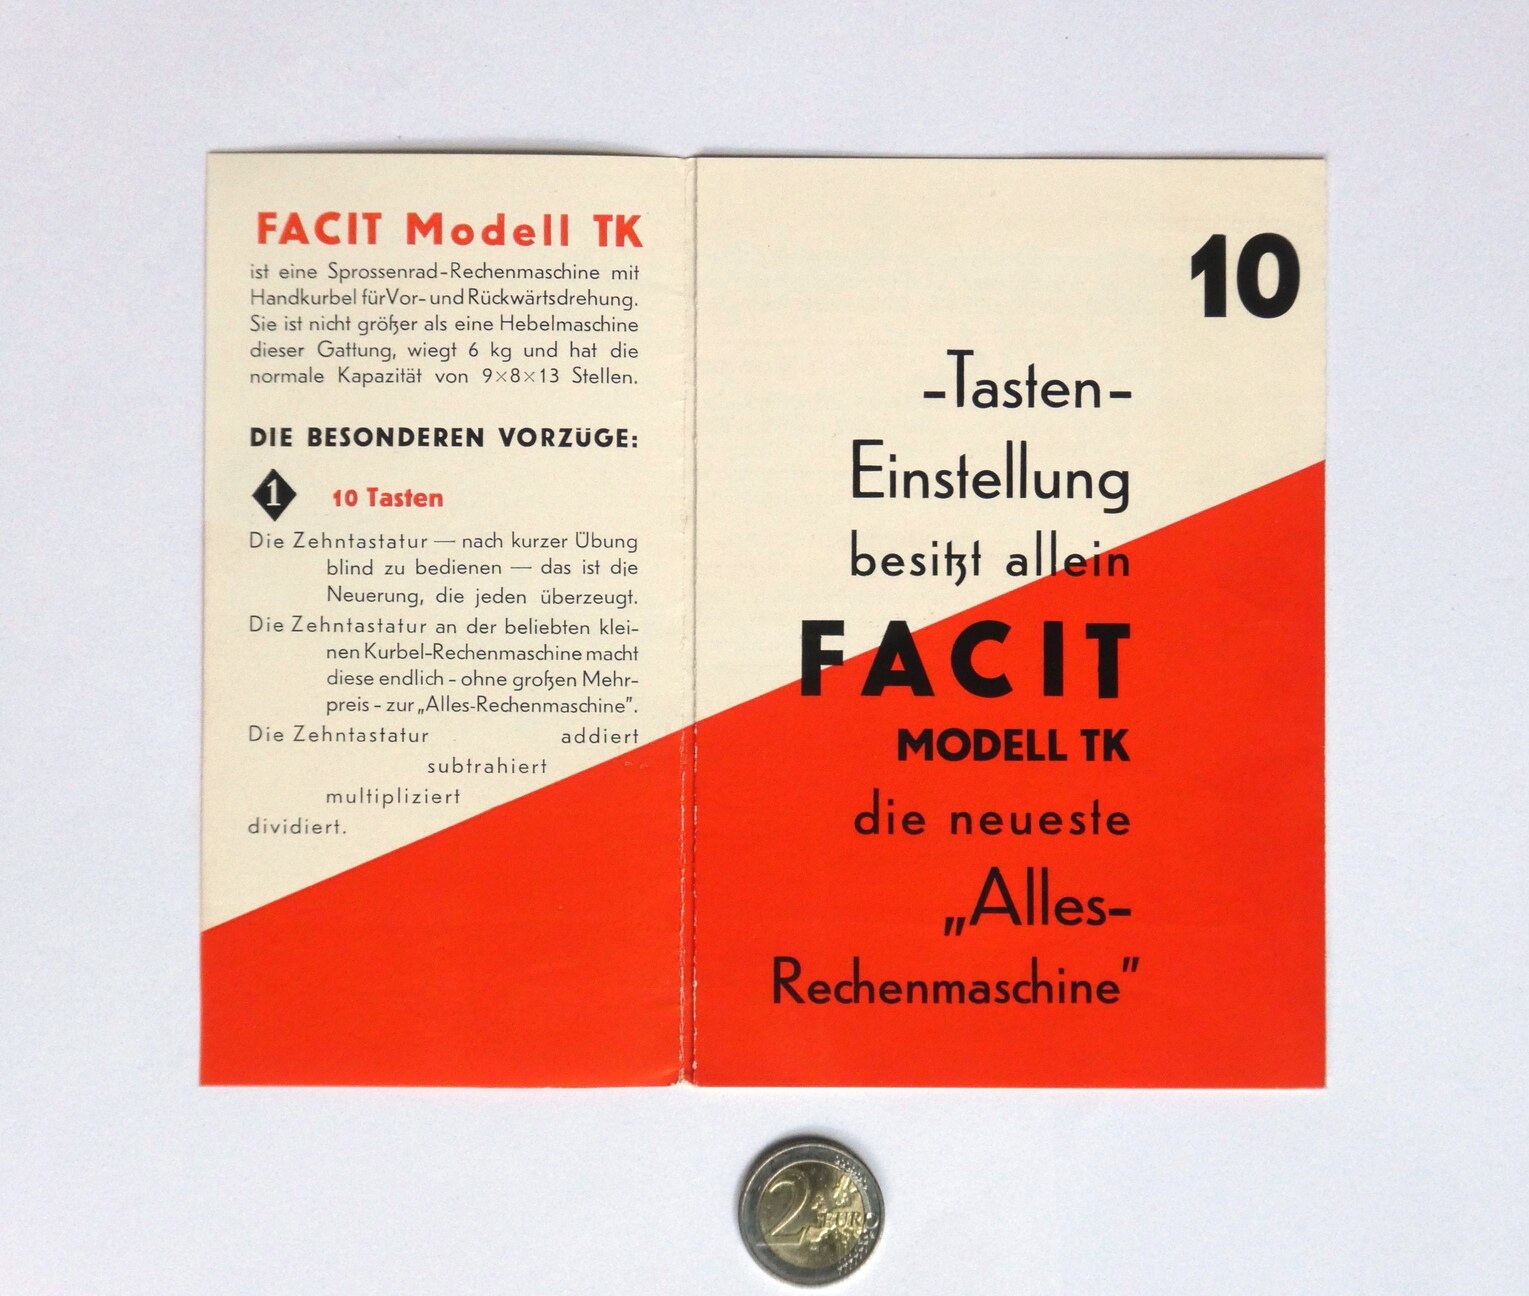 FACIT Modell TK
ist eine Sprossenrad-Rechenmaschine mit
Handkurbel für Vor- und Rückwärtsdrehung.
Sie ist nicht größer als eine Hebelmaschine
dieser Gattung, wiegt 6 kg und hat die
normale Kapazität von 9×8×13 Stellen.
DIE BESONDEREN VORZÜGE:
1 10 Tasten
Die Zehntastatur — nach kurzer Übung
blind zu bedienen — das ist die
Neuerung, die jeden überzeugt.
Die Zehntastatur an der beliebten klei-
nen Kurbel-Rechenmaschine macht
diese endlich - ohne großen Mehr-
preis - zur „Alles-Rechenmaschine”.
Die Zehntastatur addiert
subtrahiert
multipliziert
dividiert.
10
-Tasten-
Einstellung
besitzt allein
FACIT
MODELL TK
die neueste
„Alles-
Rechenmaschine”
2 EURO